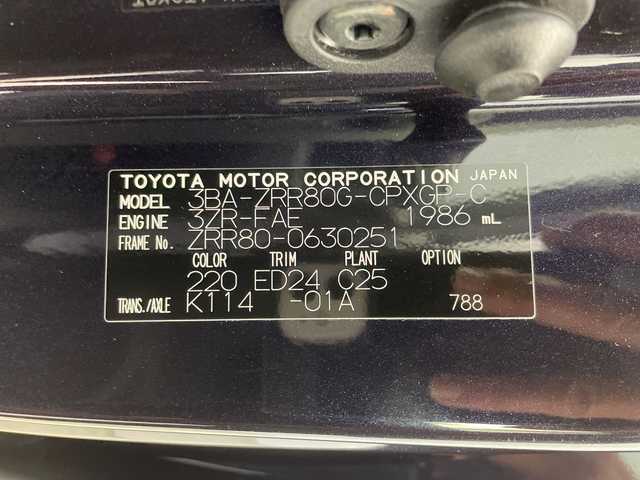 TOYOTA MOTOR CORPORATION JAPAN
MODEL 3BA-ZRR80G-CPXGP-C
ENGINE 3ZR-FAE 1986 mL
FRAME No. ZRR80-0630251
COLOR TRIM PLANT OPTION
220 ED24 C25
TRANS./AXLE K114 -01A 788